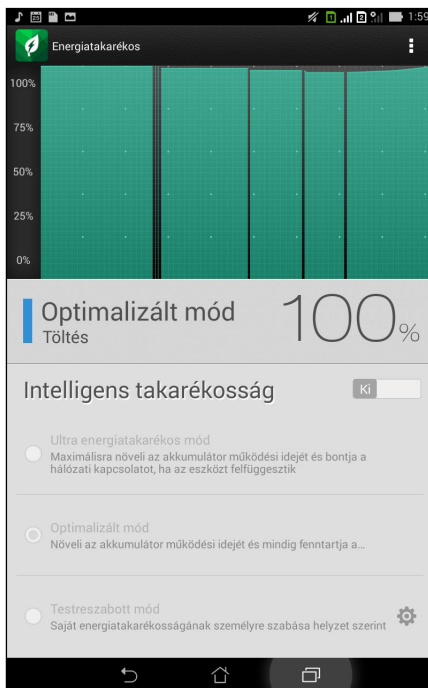 1:59
Energiatakarékos
100%
75%
50%
25%
0%
Optimalizált mód
Töltés
100%
Intelligens takarékosság
Ki
Ultra energiatakarékos mód
Maximálisra növeli az akkumulátor működési idejét és bontja a
hálózati kapcsolatot, ha az eszközt felfüggesztik
Optimalizált mód
Növeli az akkumulátor működési idejét és mindig fenntartja a...
Testreszabott mód
Saját energiatakarékosságának személyre szabása helyzet szerint